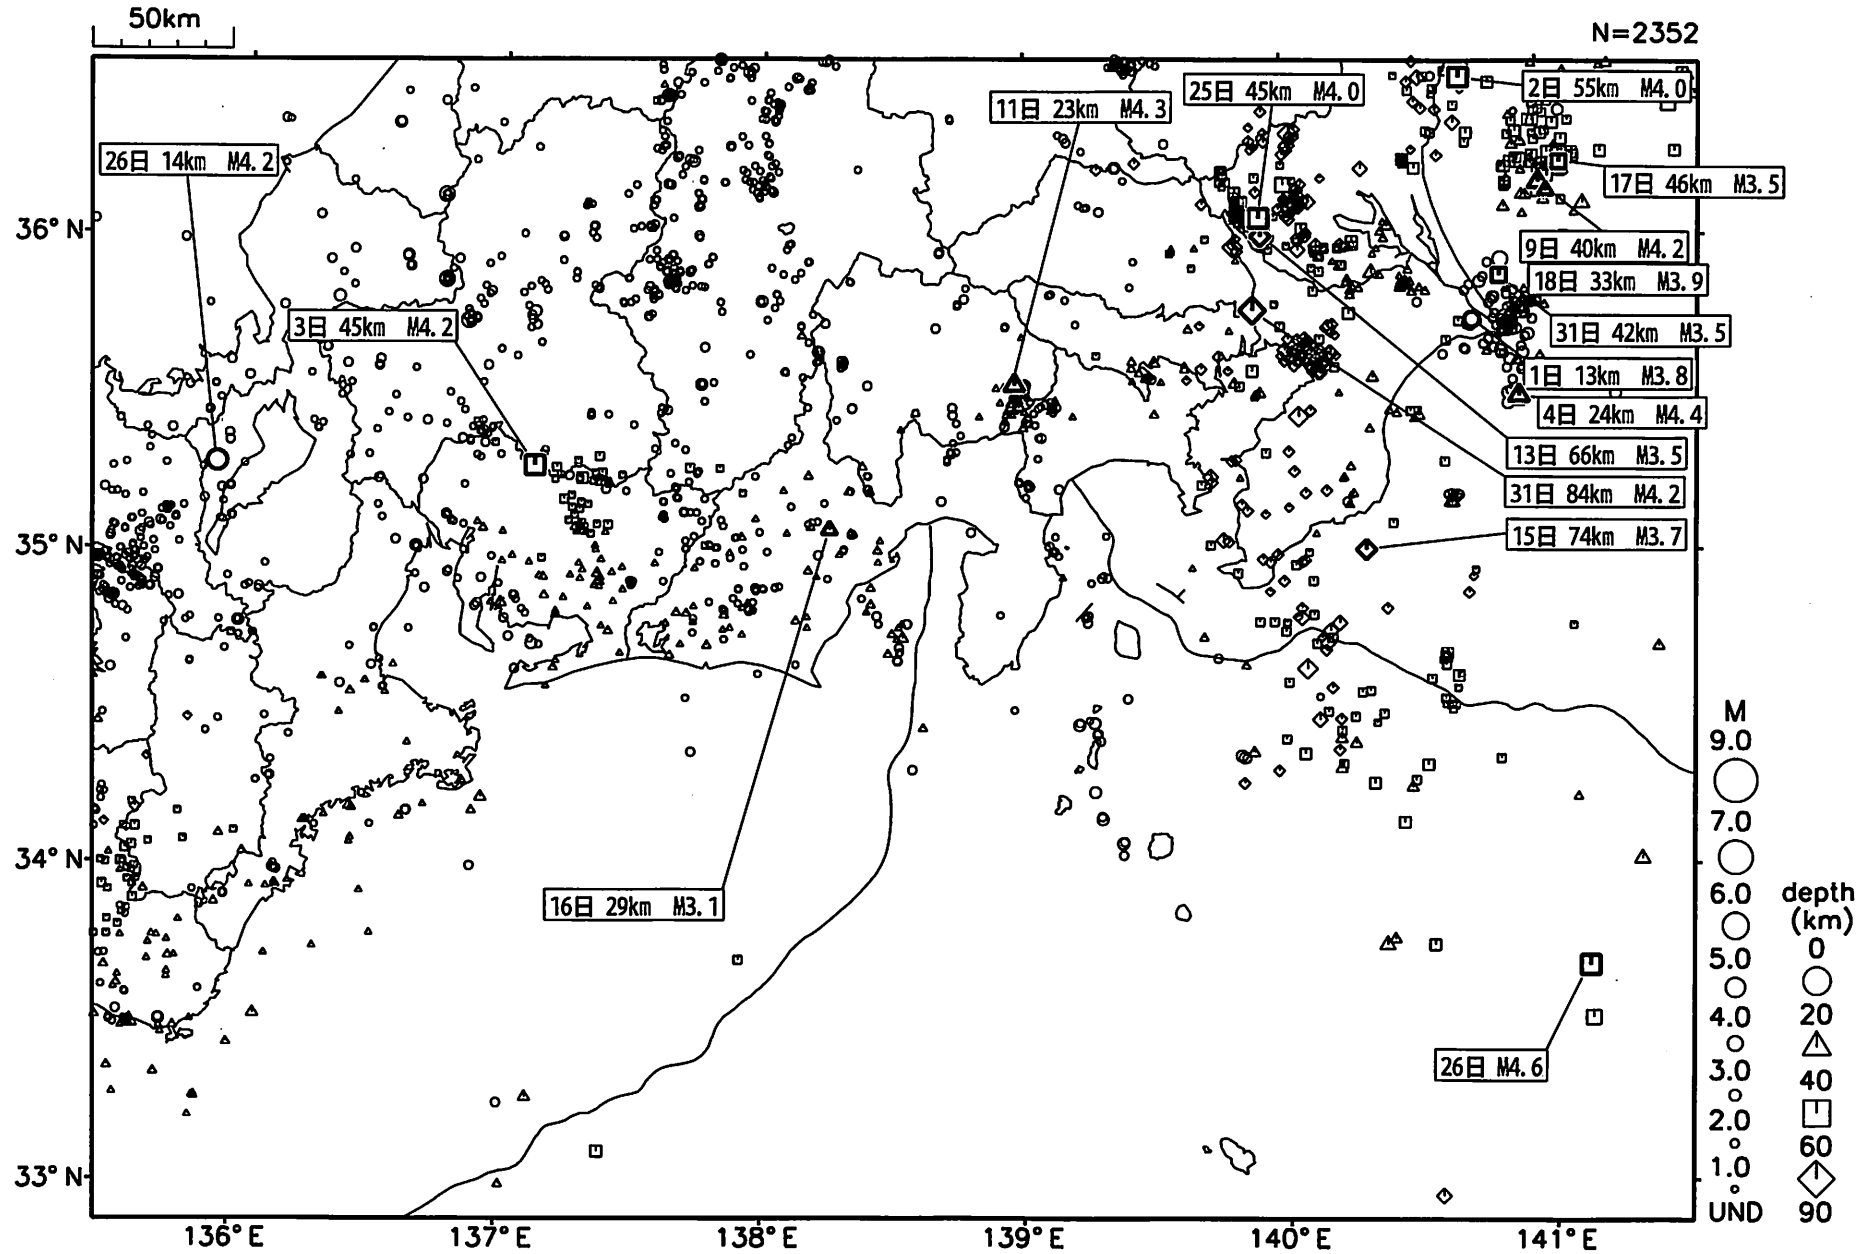 50km
N=2352
25日 45km M4.0
2日 55km M4.0
11日 23km M4.3
26日 14km M4.2
17日 46km M3.5
36°N
9日 40km M4.2
18日 33km M3.9
3日 45km M4.2
31日 42km M3.5
1日 13km M3.8
4日 24km M4.4
13日 66km M3.5
31日 84km M4.2
15日 74km M3.7
35°N
34°N
16日 29km M3.1
26日 M4.6
33°N
136°E
137°E
138°E
139°E
140°E
141°E
M
9.0
7.0
6.0
5.0
4.0
3.0
2.0
1.0
UND
depth
(km)
0
20
40
60
90